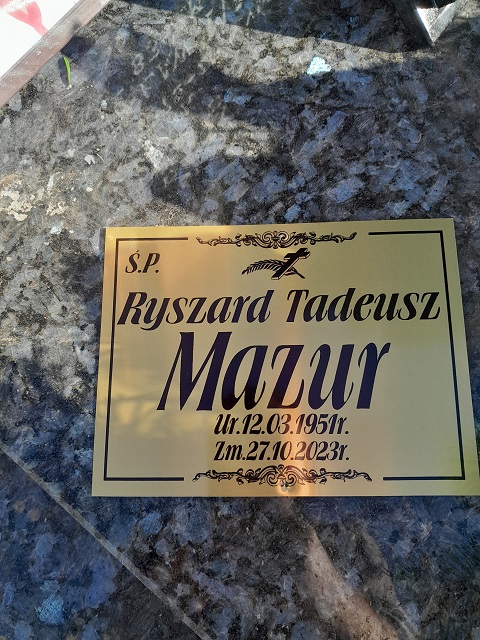 Ś.P.
Ryszard Tadeusz
Mazur
Ur.12.03.1951r.
Zm.27.10.2023r.